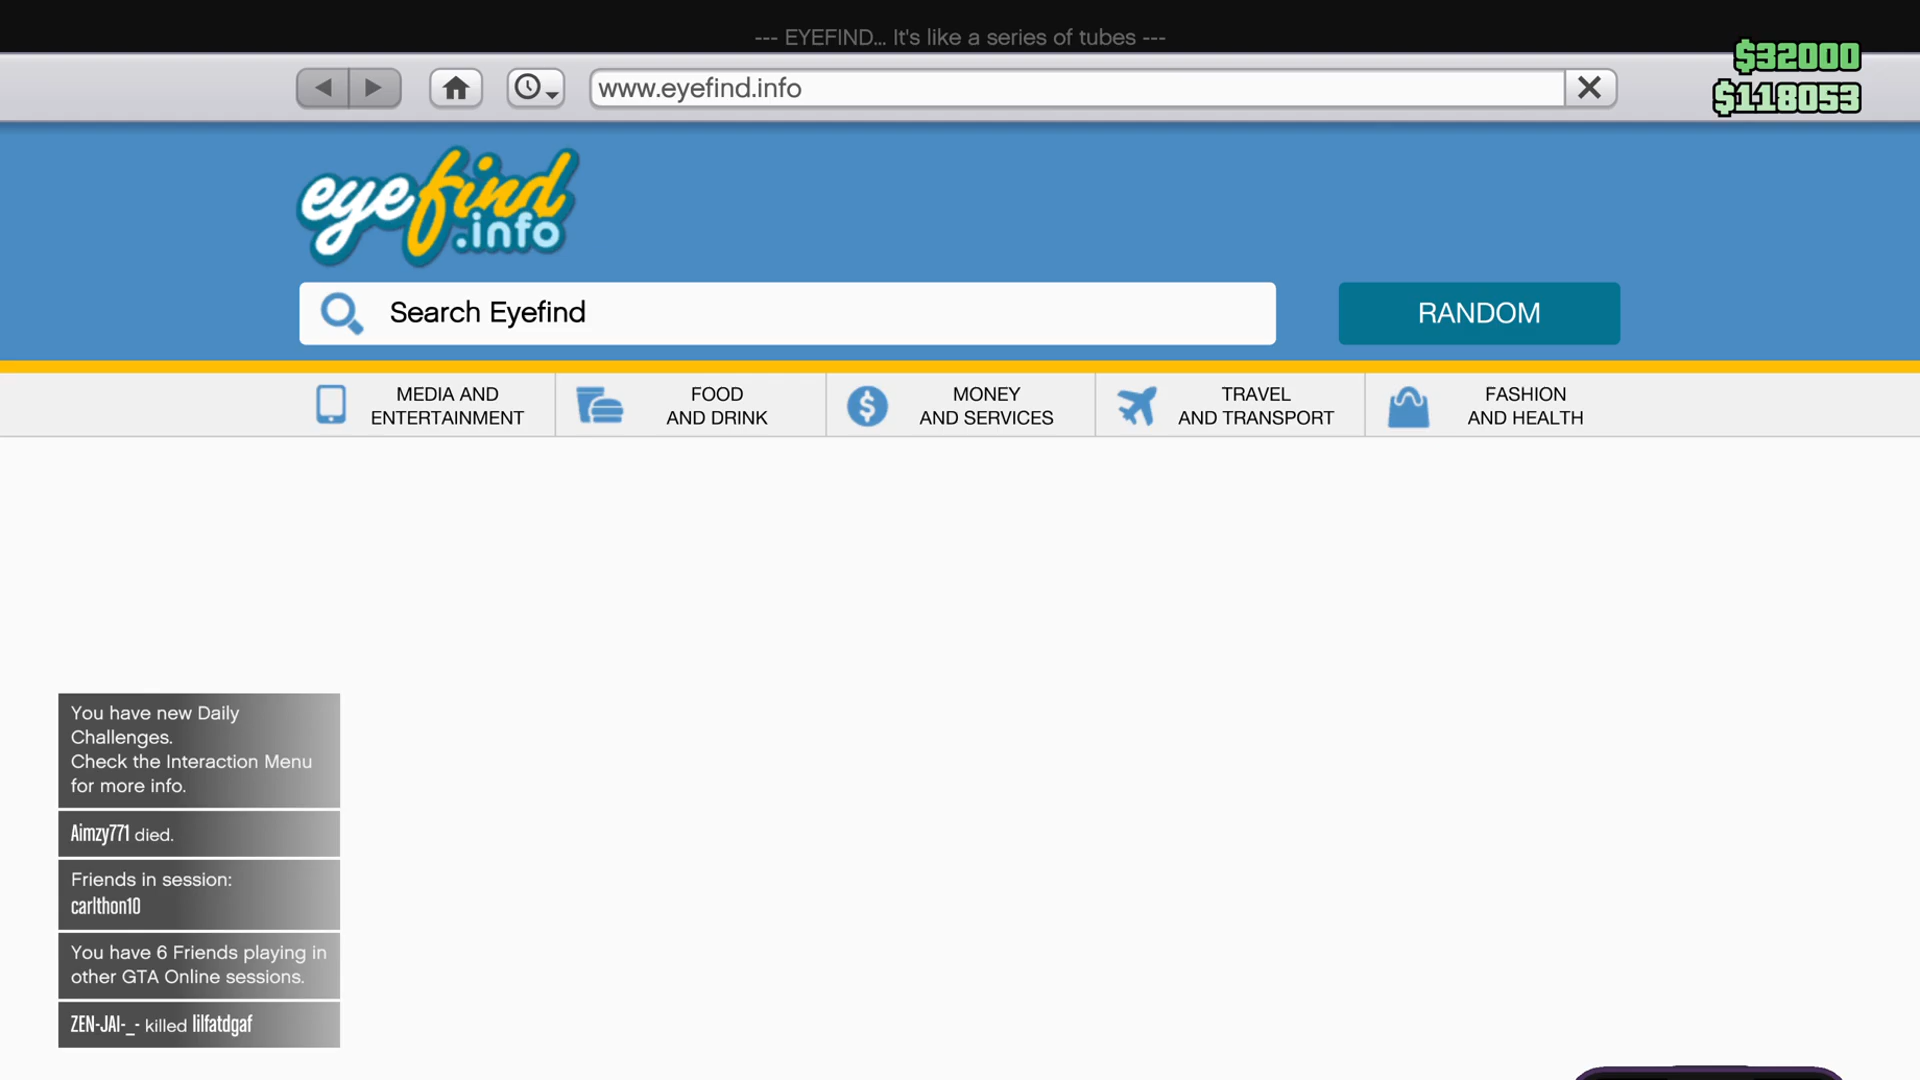 --- EYEFIND... It's like a series of tubes ---
$32000
www.eyefind.info
$118053
eyefind
.info
Search Eyefind
RANDOM
MEDIA AND
ENTERTAINMENT
FOOD
AND DRINK
MONEY
AND SERVICES
TRAVEL
AND TRANSPORT
FASHION
AND HEALTH
You have new Daily
Challenges.
Check the Interaction Menu
for more info.
Aimzy771 died.
Friends in session:
carlthon10
You have 6 Friends playing in
other GTA Online sessions.
ZEN-JAI-_- killed lilfatdgaf